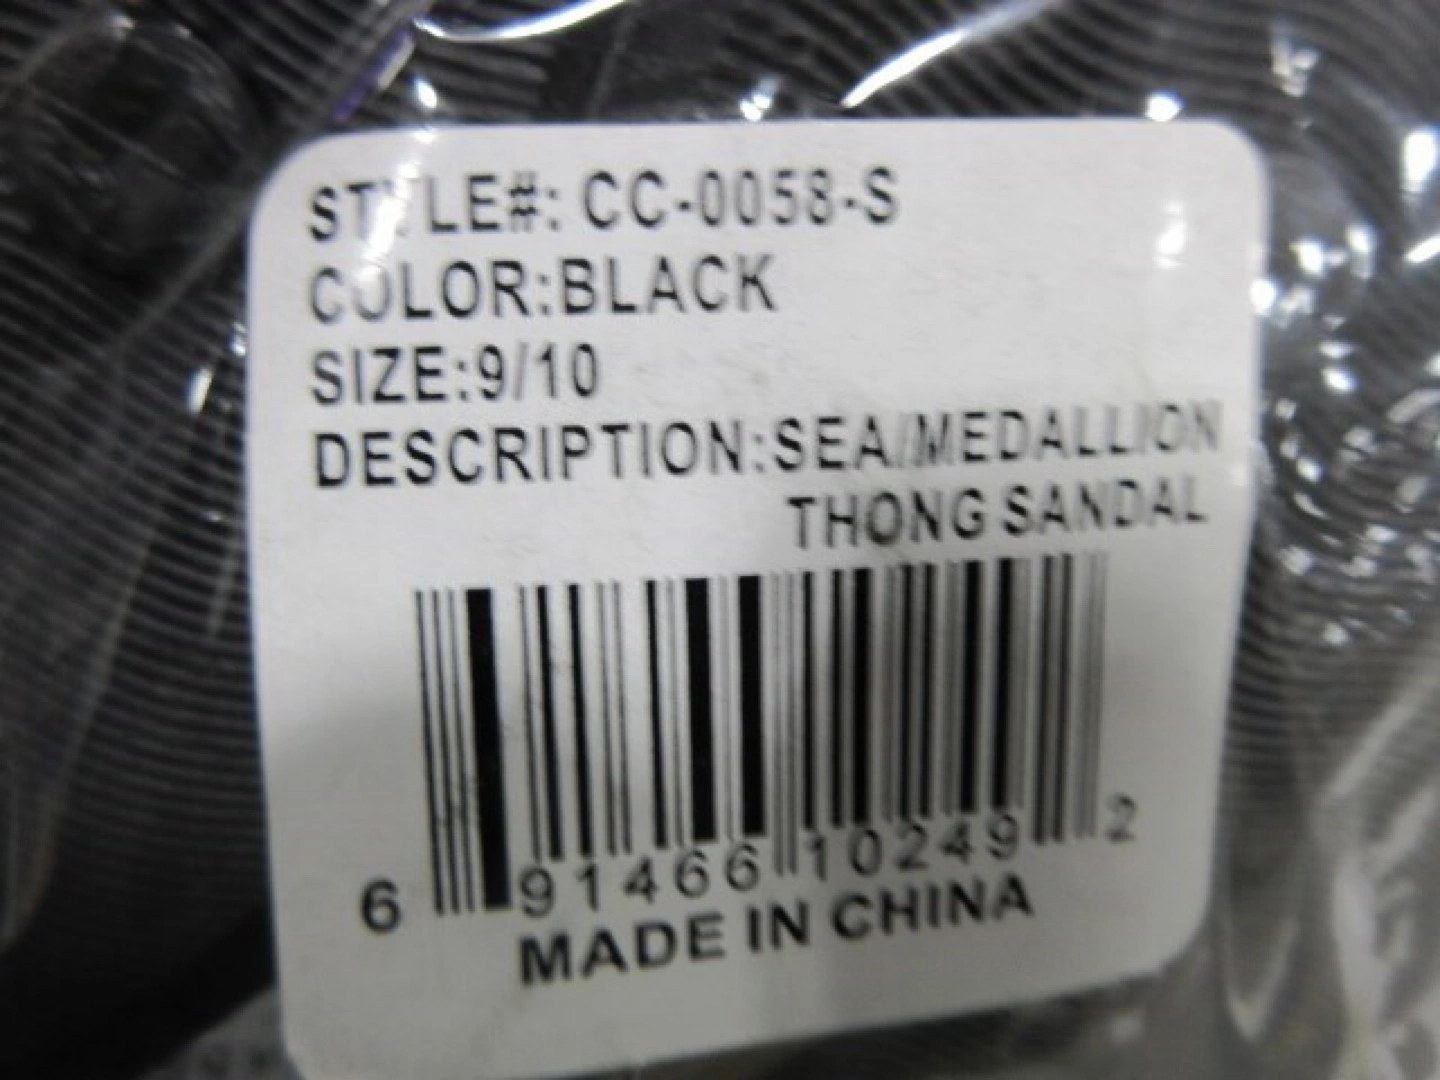 STYLE#: CC-0058-S
COLOR:BLACK
SIZE:9/10
DESCRIPTION:SEA/MEDALLION
THONG SANDAL
6 91466 10249 2
MADE IN CHINA